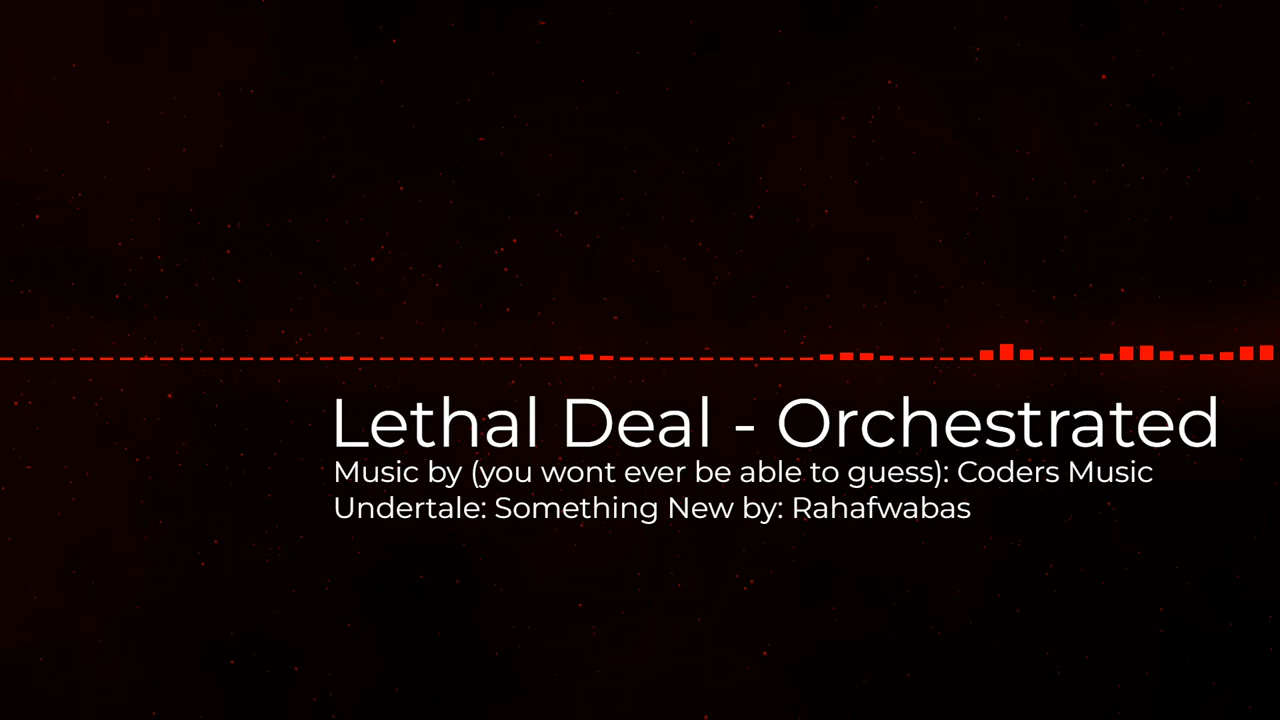 Lethal Deal - Orchestrated
Music by (you wont ever be able to guess): Coders Music
Undertale: Something New by: Rahafwabas